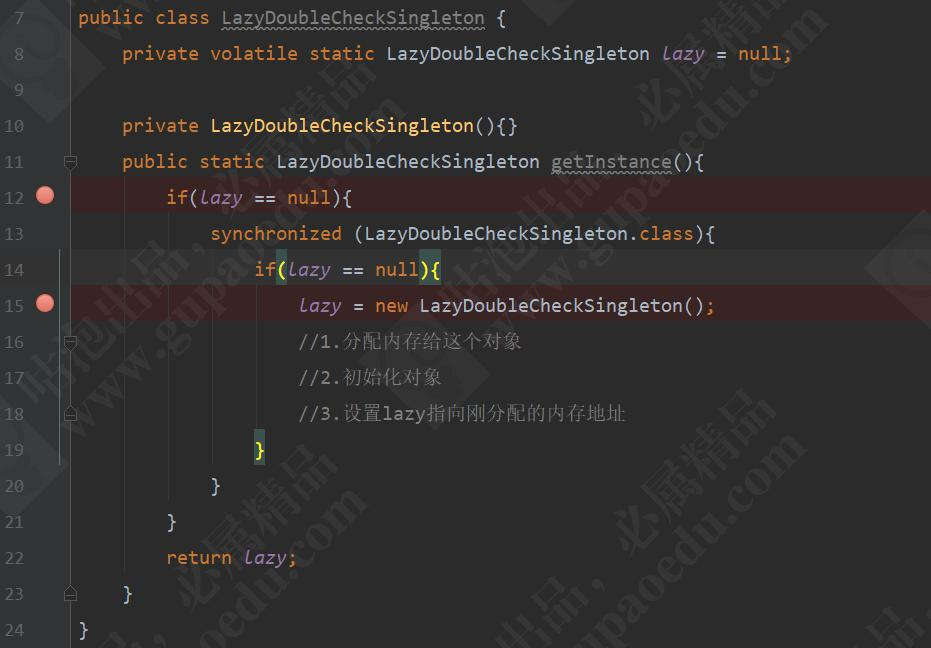 7 public class LazyDoubleCheckSingleton {
8 private volatile static LazyDoubleCheckSingleton lazy = null;
9
10 private LazyDoubleCheckSingleton(){}
11 public static LazyDoubleCheckSingleton getInstance(){
12 if(lazy == null){
13 synchronized (LazyDoubleCheckSingleton.class){
14 if(lazy == null){
15 lazy = new LazyDoubleCheckSingleton();
16 //1.分配内存给这个对象
17 //2.初始化对象
18 //3.设置lazy指向刚分配的内存地址
19 }
20 }
21 }
22 return lazy;
23 }
24 }
咕泡出品，必属精品
www.gupaoedu.com